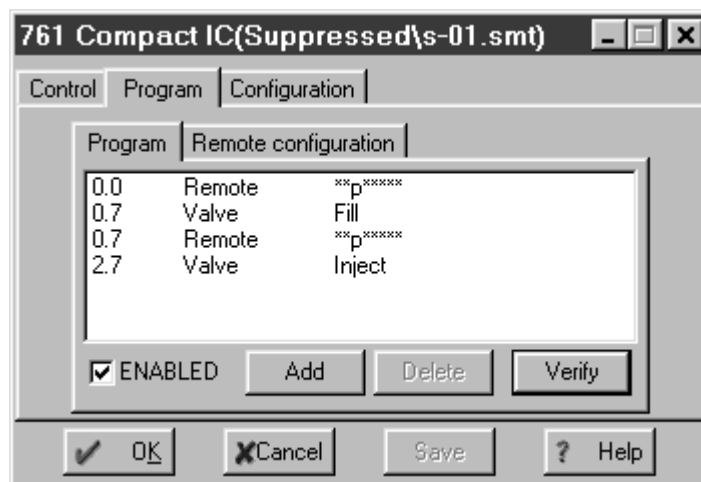 761 Compact IC(Suppressed\s-01.smt)
Control Program Configuration
Program Remote configuration
0.0 Remote **p*****
0.7 Valve Fill
0.7 Remote **p*****
2.7 Valve Inject
ENABLED Add Delete Verify
OK Cancel Save ? Help